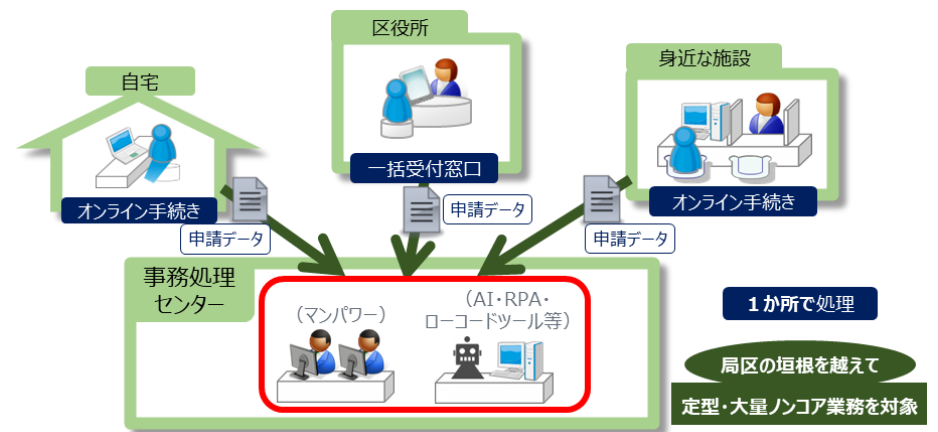 区役所
身近な施設
自宅
一括受付窓口
オンライン手続き
オンライン手続き
申請データ
申請データ
申請データ
事務処理
センター
（マンパワー）
（AI・RPA・
ローコードツール等）
１か所で処理
局区の垣根を越えて
定型・大量ノンコア業務を対象